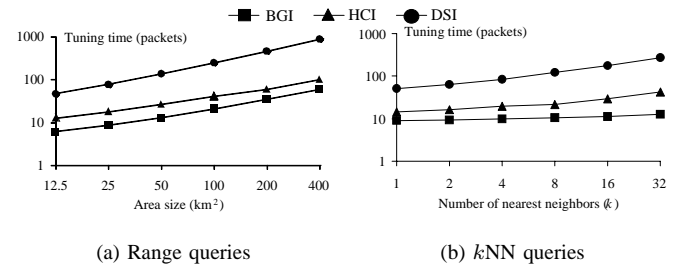 BGI HCI DSI
Tuning time (packets)
1000
100
10
1
12.5 25 50 100 200 400
Area size (km²)
(a) Range queries
Tuning time (packets)
1000
100
10
1
1 2 4 8 16 32
Number of nearest neighbors (k)
(b) kNN queries